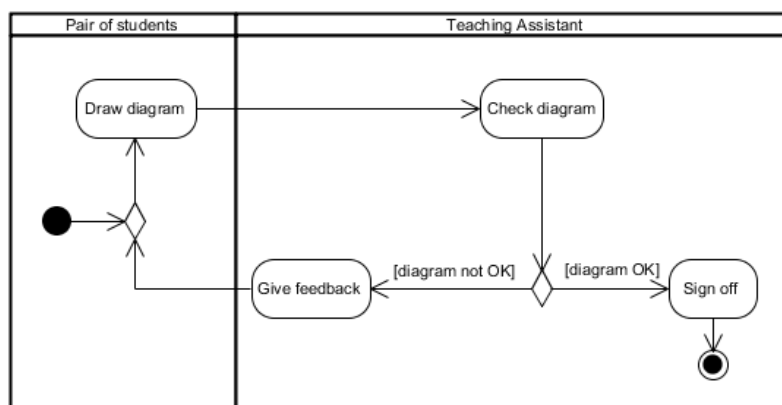 Pair of students
Teaching Assistant
Draw diagram
Check diagram
[diagram not OK]
[diagram OK]
Give feedback
Sign off